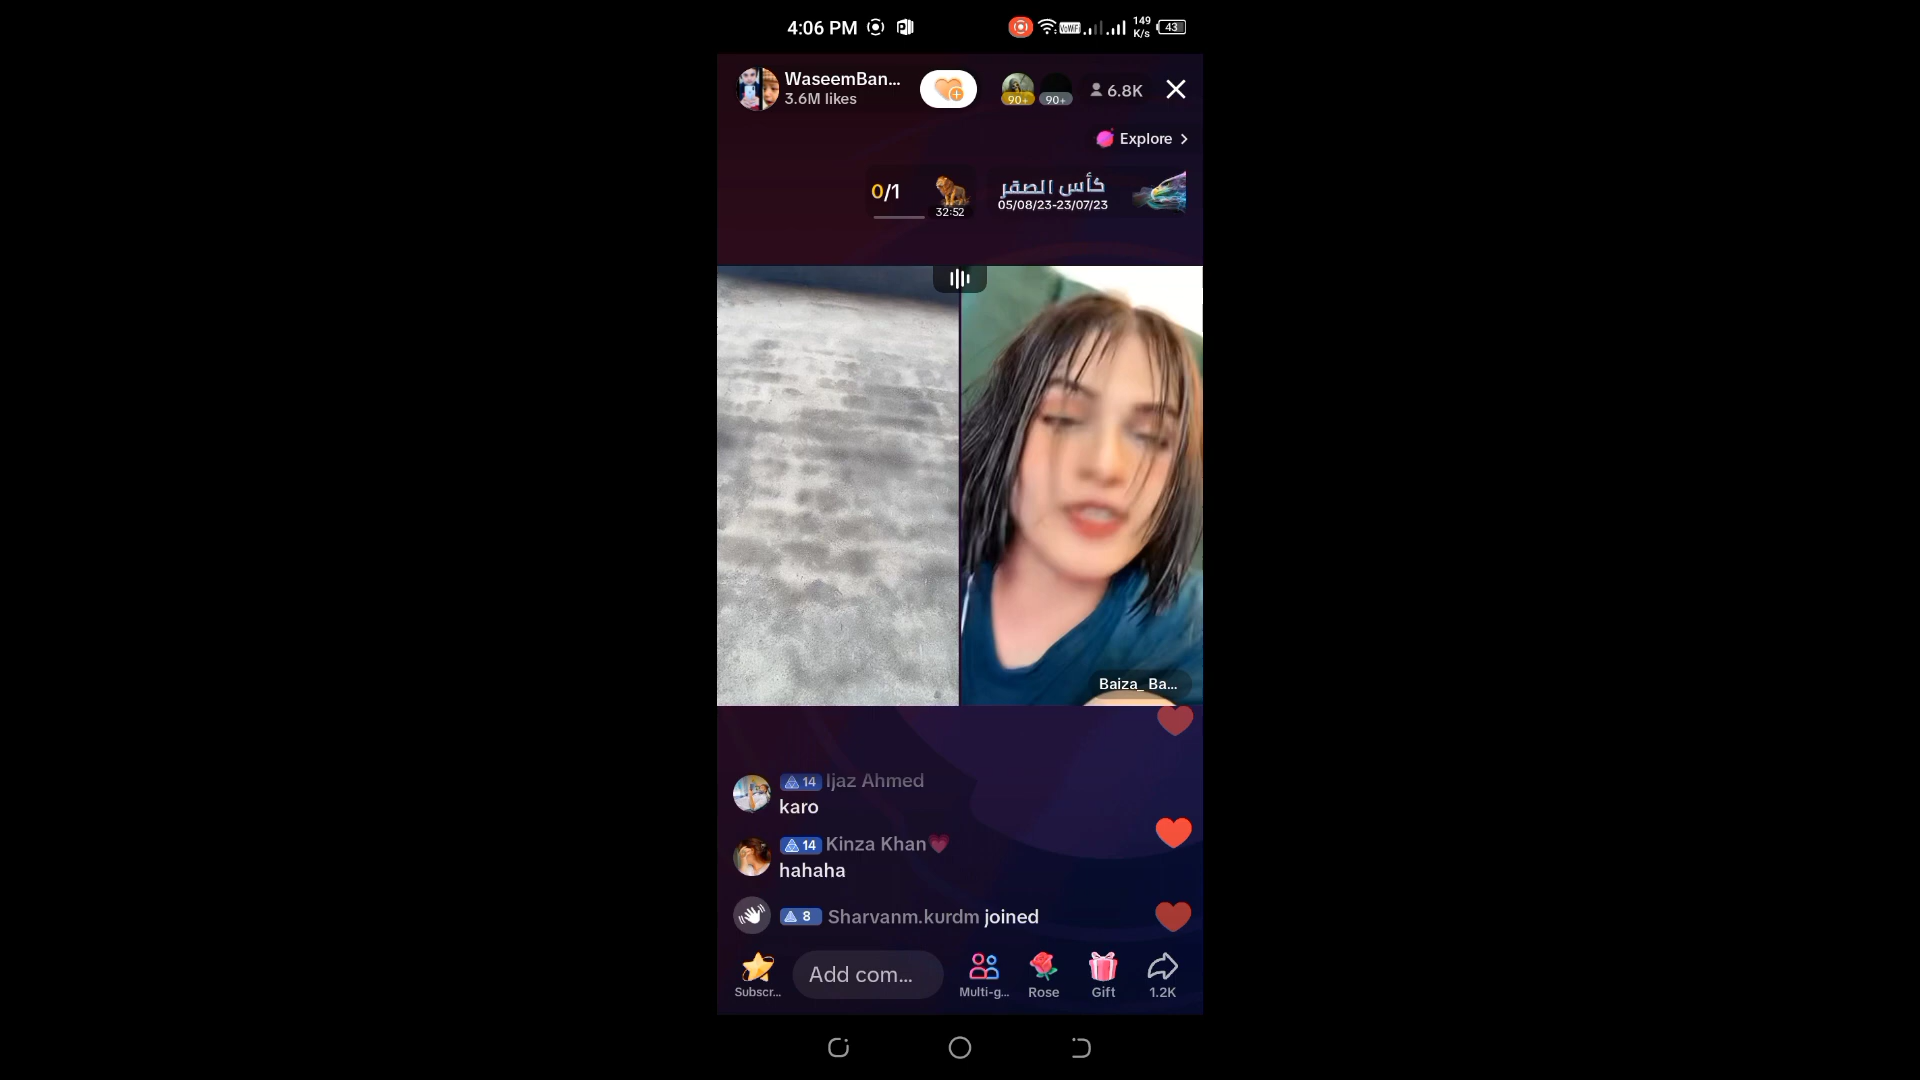 4:06 PM
VoWiFi
149
K/s
43
WaseemBan...
3.6M likes
90+
90+
6.8K
Explore
0/1
32:52
كأس الصقر
05/08/23-23/07/23
Baiza_ Ba...
14 Ijaz Ahmed
karo
14 Kinza Khan
hahaha
8 Sharvanm.kurdm joined
Add com...
Subscr...
Multi-g...
Rose
Gift
1.2K